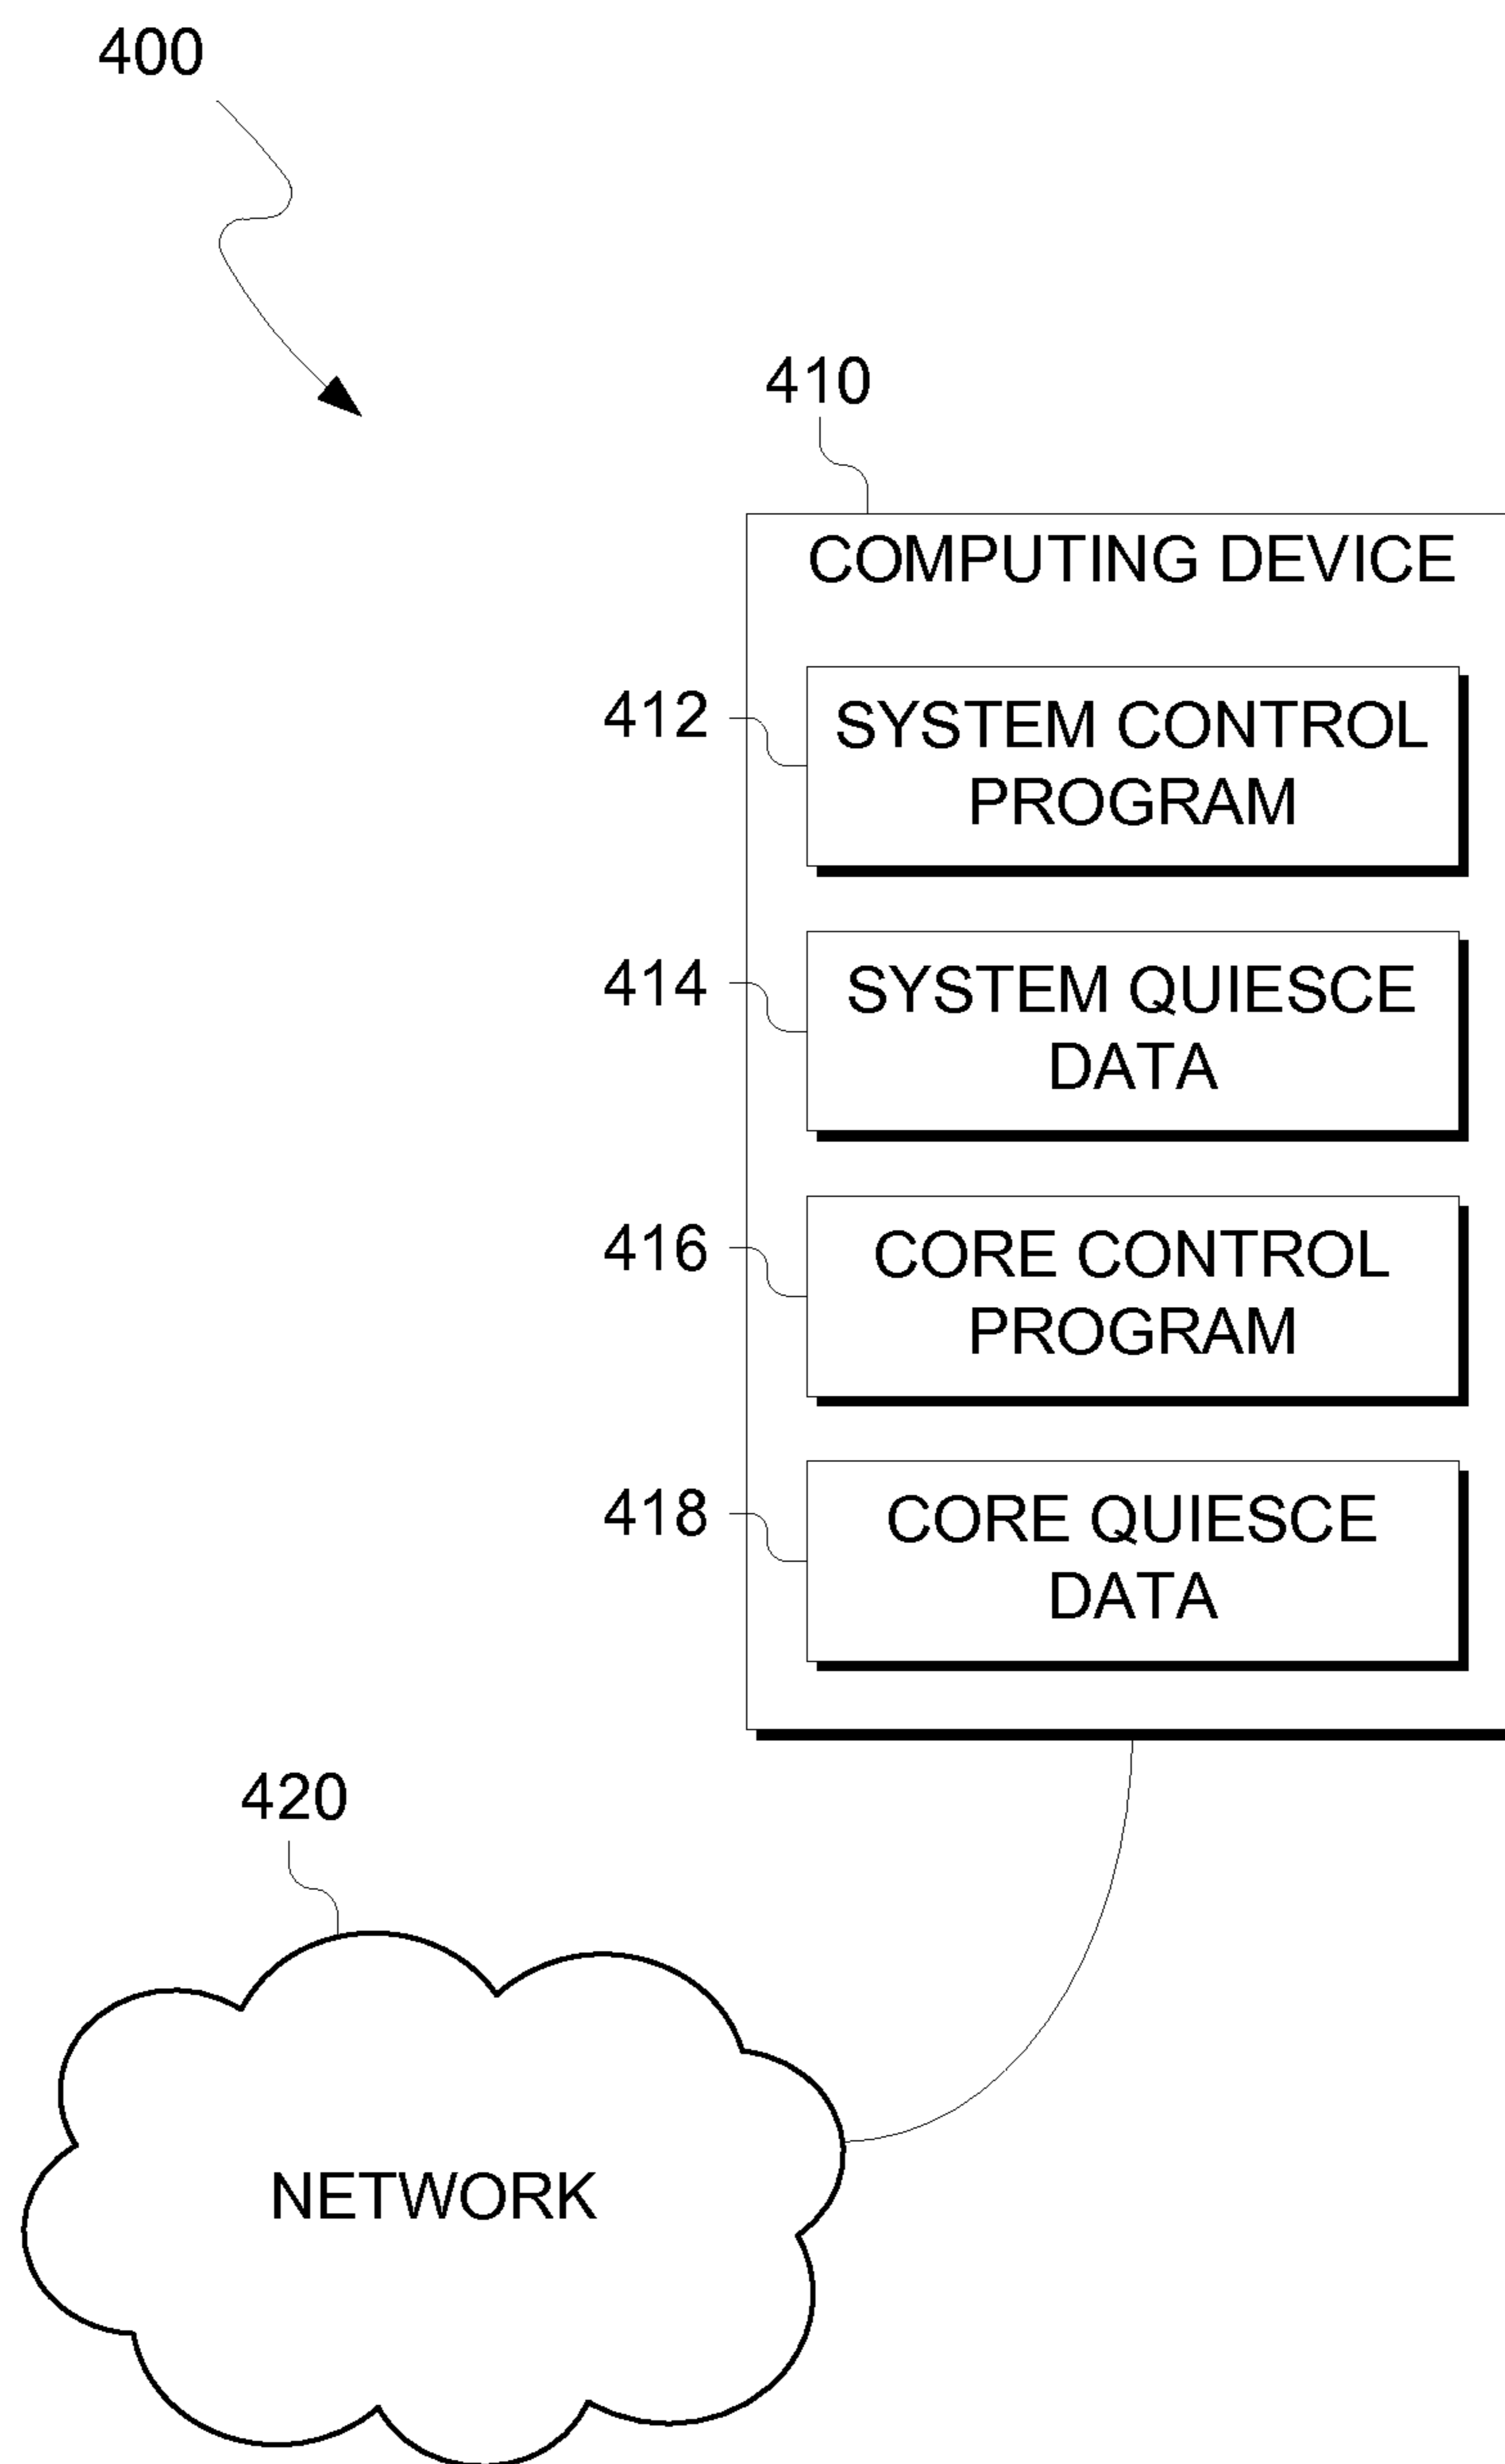 400
410
COMPUTING DEVICE
412
SYSTEM CONTROL
PROGRAM
414
SYSTEM QUIESCE
DATA
416
CORE CONTROL
PROGRAM
418
CORE QUIESCE
DATA
420
NETWORK